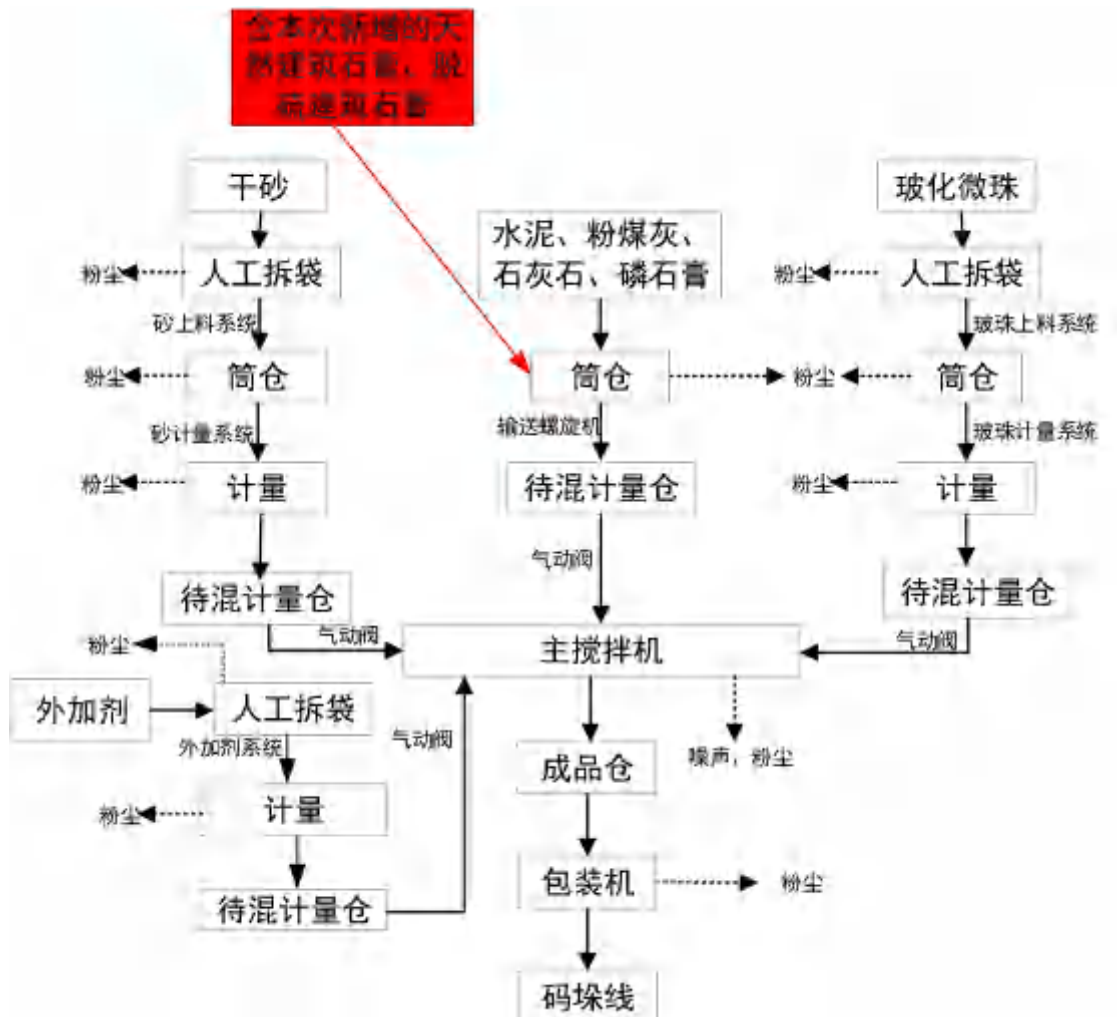 含本次新增的天
然建筑石膏、脱
硫建筑石膏
干砂
玻化微珠
水泥、粉煤灰、
石灰石、磷石膏
粉尘
人工拆袋
粉尘
人工拆袋
砂上料系统
玻珠上料系统
粉尘
筒仓
筒仓
粉尘
筒仓
砂计量系统
输送螺旋机
玻珠计量系统
粉尘
计量
待混计量仓
粉尘
计量
气动阀
待混计量仓
待混计量仓
粉尘
气动阀
主搅拌机
气动阀
外加剂
人工拆袋
外加剂系统
气动阀
成品仓
噪声，粉尘
粉尘
计量
包装机
粉尘
待混计量仓
码垛线